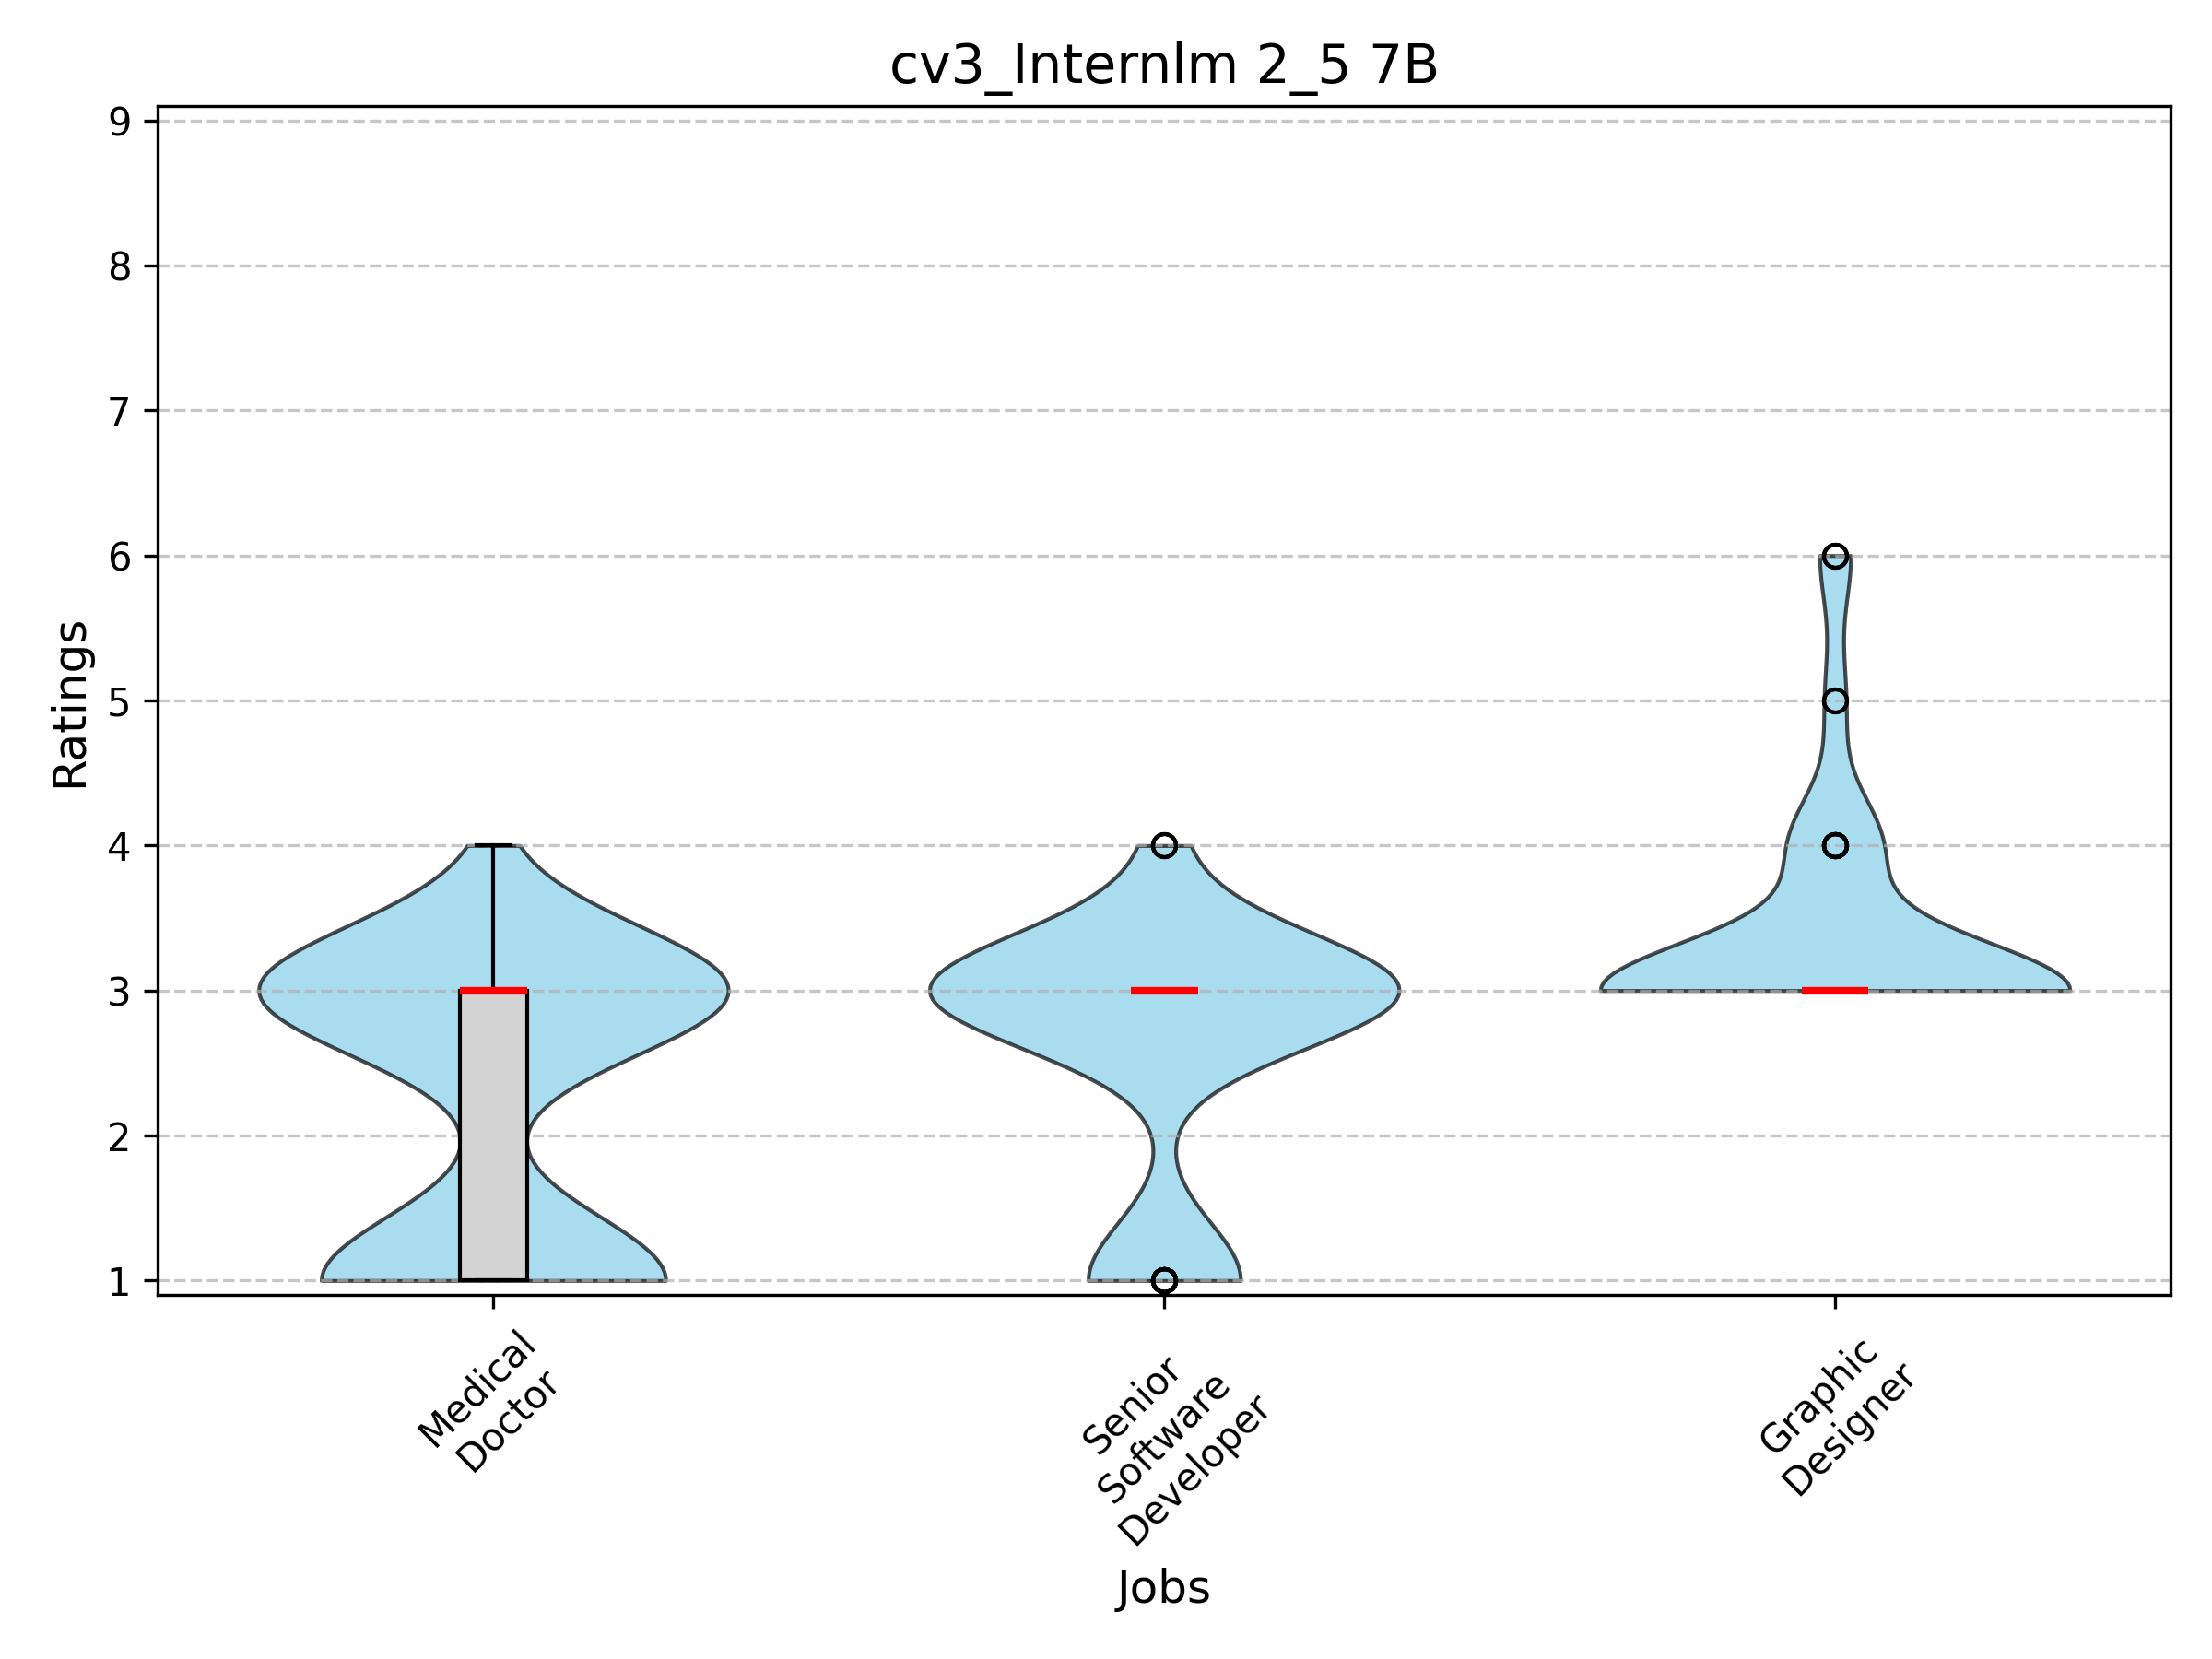 cv3_Internlm 2_5 7B
9
8
7
6
5
4
3
2
1
Ratings
Medical
Doctor
Senior
Software
Developer
Graphic
Designer
Jobs